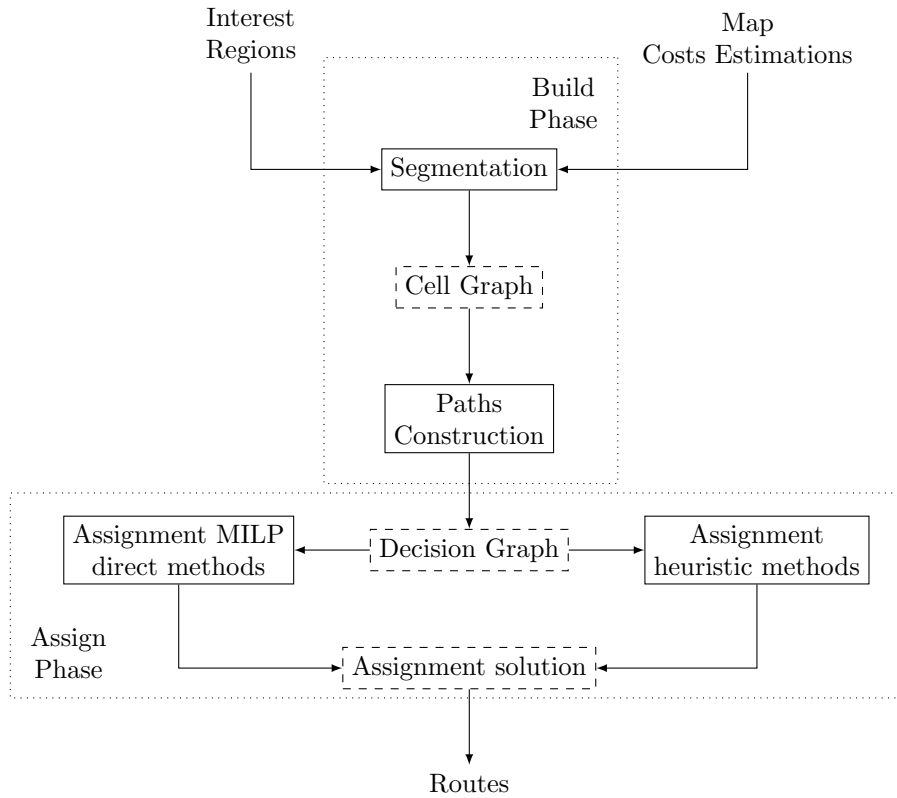 Interest
Regions
Map
Costs Estimations
Build
Phase
Segmentation
Cell Graph
Paths
Construction
Assignment MILP
direct methods
Decision Graph
Assignment
heuristic methods
Assign
Phase
Assignment solution
Routes